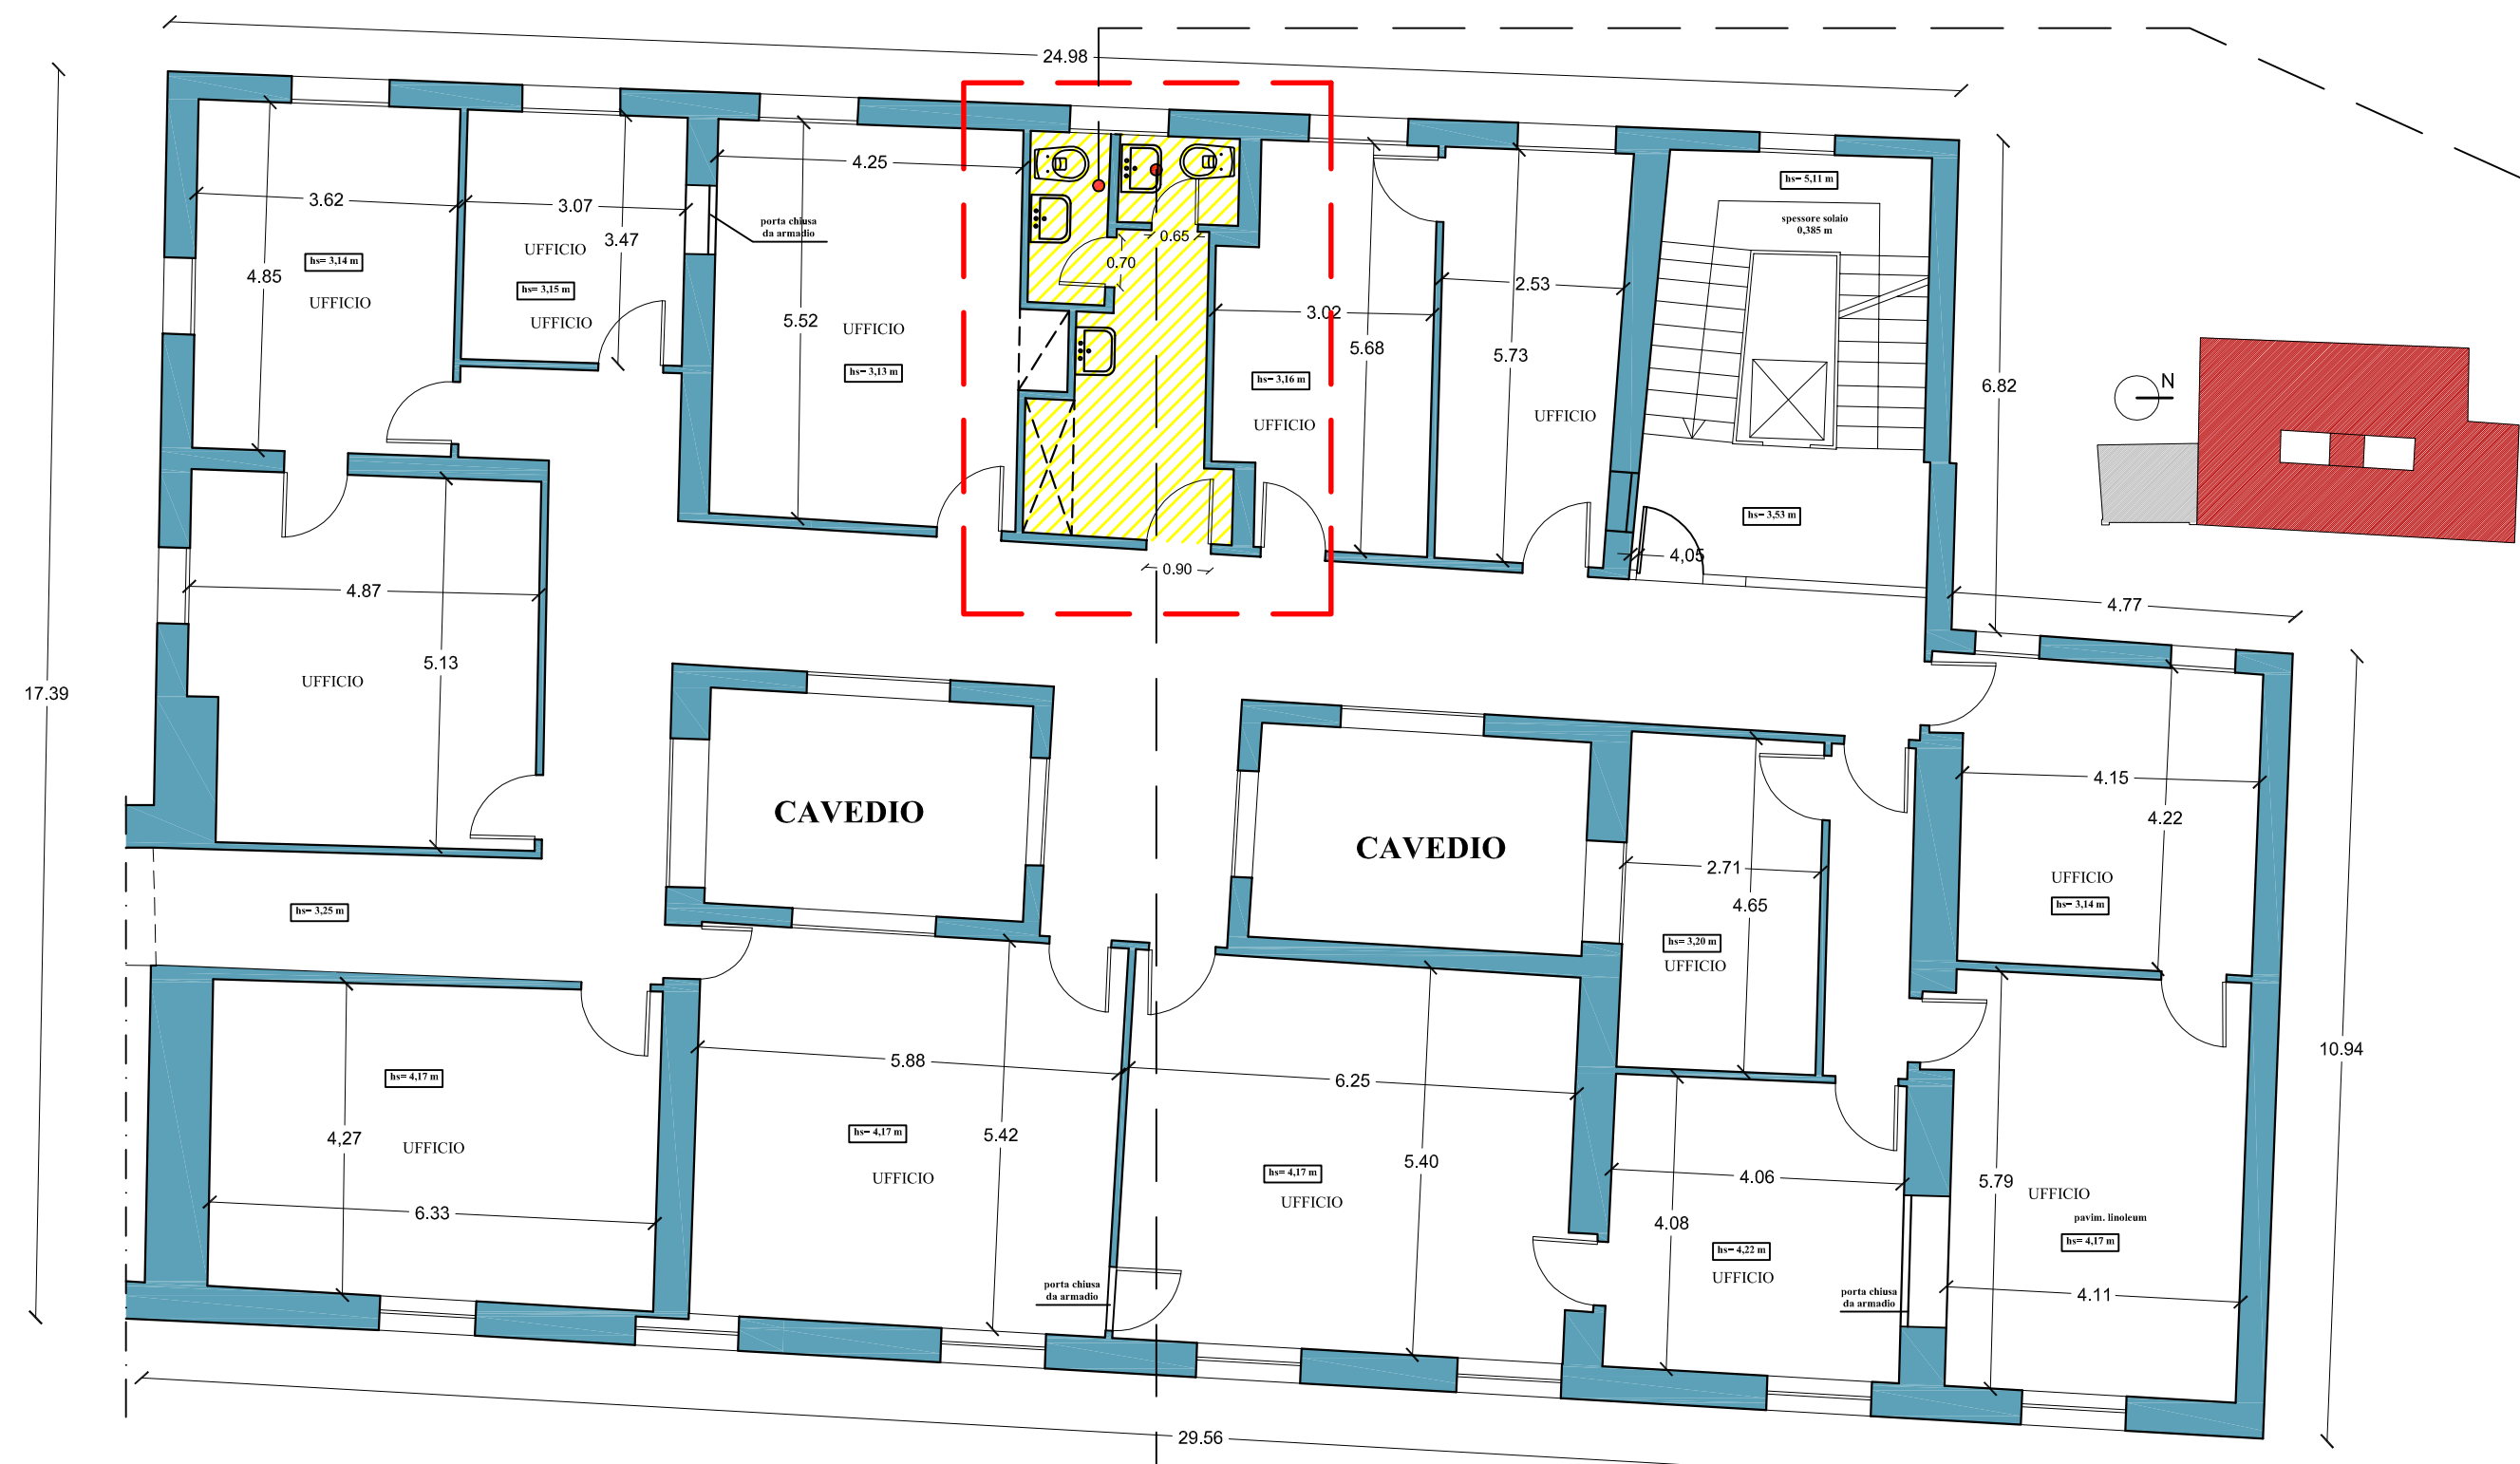 24.98
hs= 5,11 m
spessore solaio
0,385 m
4.25
3.62
3.07
porta chiusa
da armadio
UFFICIO
3.47
0.65
0.70
hs= 3,14 m
4.85
UFFICIO
hs= 3,15 m
UFFICIO
5.52
UFFICIO
hs= 3,13 m
3.02
5.68
2.53
5.73
hs= 3,16 m
UFFICIO
UFFICIO
6.82
N
hs= 3,53 m
4,05
0.90
4.87
4.77
5.13
UFFICIO
17.39
CAVEDIO
CAVEDIO
4.15
4.22
2.71
4.65
UFFICIO
hs= 3,14 m
hs= 3,25 m
hs= 3,20 m
UFFICIO
5.88
6.25
10.94
hs= 4,17 m
4,27
UFFICIO
hs= 4,17 m
5.42
UFFICIO
5.40
hs= 4,17 m
UFFICIO
4.06
5.79
UFFICIO
pavim. linoleum
hs= 4,17 m
6.33
4.08
hs= 4,22 m
UFFICIO
porta chiusa
da armadio
porta chiusa
da armadio
4.11
29.56